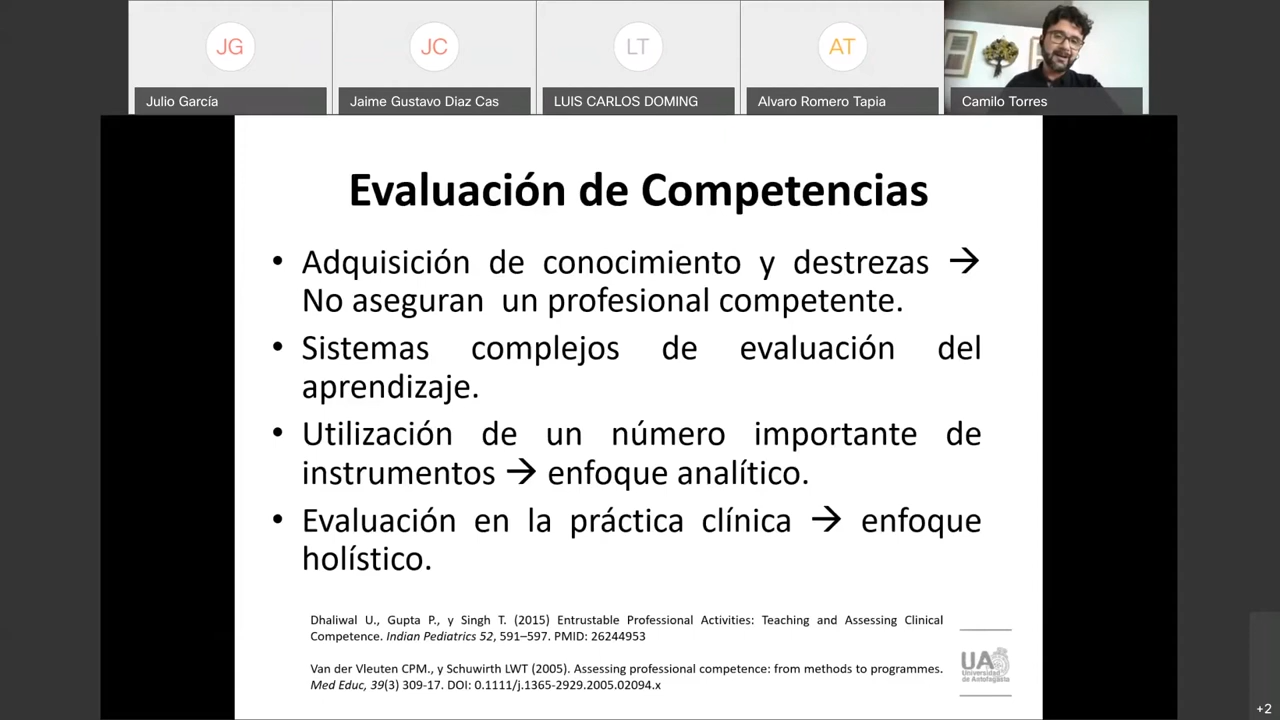 JG
JC
LT
AT
Julio García
Jaime Gustavo Diaz Cas
LUIS CARLOS DOMING
Alvaro Romero Tapia
Camilo Torres
Evaluación de Competencias
• Adquisición de conocimiento y destrezas →
No aseguran un profesional competente.
• Sistemas complejos de evaluación del
aprendizaje.
• Utilización de un número importante de
instrumentos → enfoque analítico.
• Evaluación en la práctica clínica → enfoque
holístico.
Dhaliwal U., Gupta P., y Singh T. (2015) Entrustable Professional Activities: Teaching and Assessing Clinical
Competence. Indian Pediatrics 52, 591–597. PMID: 26244953
Van der Vleuten CPM., y Schuwirth LWT (2005). Assessing professional competence: from methods to programmes.
Med Educ, 39(3) 309-17. DOI: 0.1111/j.1365-2929.2005.02094.x
UA
Universidad
de Antofagasta
+2